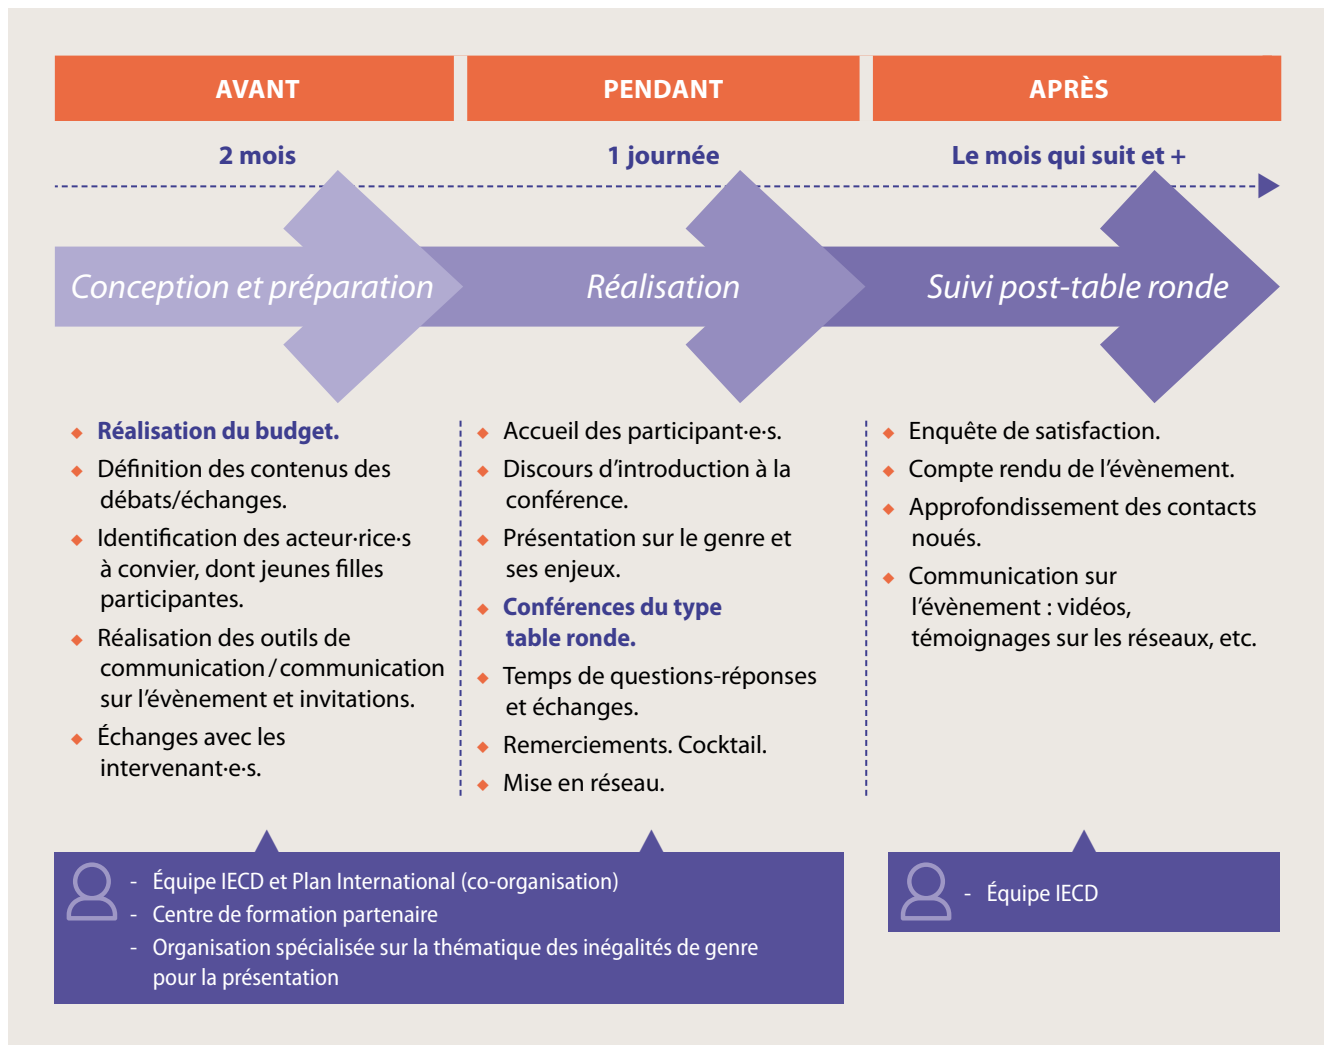 AVANT
PENDANT
APRÈS
2 mois
1 journée
Le mois qui suit et +
Conception et préparation
Réalisation
Suivi post-table ronde
Réalisation du budget.
Définition des contenus des
débats/échanges.
Identification des acteur·rice·s
à convier, dont jeunes filles
participantes.
Réalisation des outils de
communication / communication
sur l’évènement et invitations.
Échanges avec les
intervenant·e·s.
Accueil des participant·e·s.
Discours d’introduction à la
conférence.
Présentation sur le genre et
ses enjeux.
Conférences du type
table ronde.
Temps de questions-réponses
et échanges.
Remerciements. Cocktail.
Mise en réseau.
Enquête de satisfaction.
Compte rendu de l’évènement.
Approfondissement des contacts
noués.
Communication sur
l’évènement : vidéos,
témoignages sur les réseaux, etc.
- Équipe IECD et Plan International (co-organisation)
- Centre de formation partenaire
- Organisation spécialisée sur la thématique des inégalités de genre
pour la présentation
- Équipe IECD